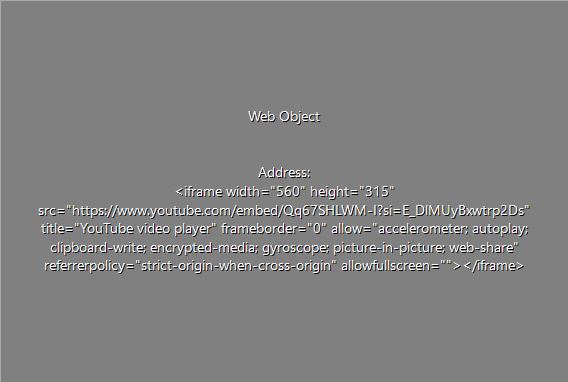 Web Object
Address:
<iframe width="560" height="315"
src="https://www.youtube.com/embed/Qq67SHLWM-I?si=E_DlMUyBxwtrp2Ds"
title="YouTube video player" frameborder="0" allow="accelerometer; autoplay;
clipboard-write; encrypted-media; gyroscope; picture-in-picture; web-share"
referrerpolicy="strict-origin-when-cross-origin" allowfullscreen=""></iframe>